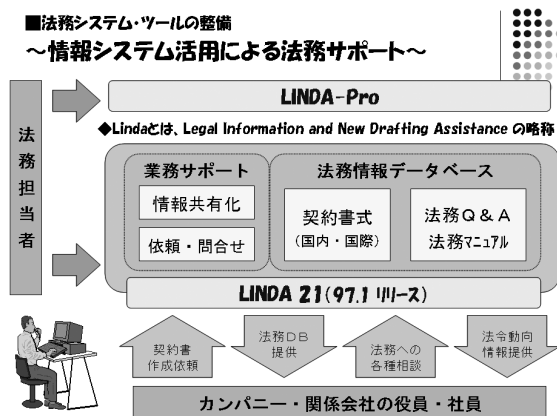 ■法務システム・ツールの整備
～情報システム活用による法務サポート～
法務担当者
LINDA-Pro
◆Lindaとは、Legal Information and New Drafting Assistance の略称
業務サポート
情報共有化
依頼・問合せ
法務情報データベース
契約書式
(国内・国際)
法務Q&A
法務マニュアル
LINDA 21(97.1 リリース)
契約書
作成依頼
法務DB
提供
法務への
各種相談
法令動向
情報提供
カンパニー・関係会社の役員・社員